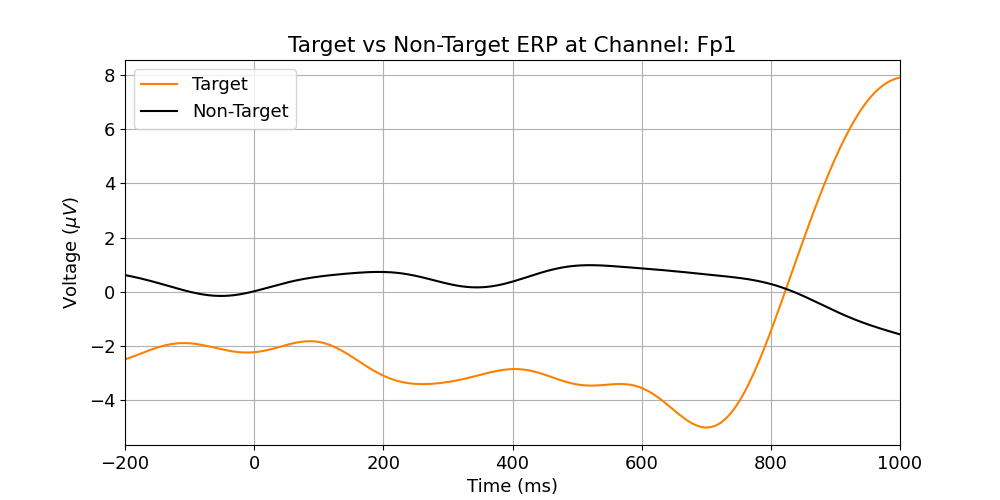 Target vs Non-Target ERP at Channel: Fp1
Target
Non-Target
Voltage (μV)
8
6
4
2
0
−2
−4
−200 0 200 400 600 800 1000
Time (ms)